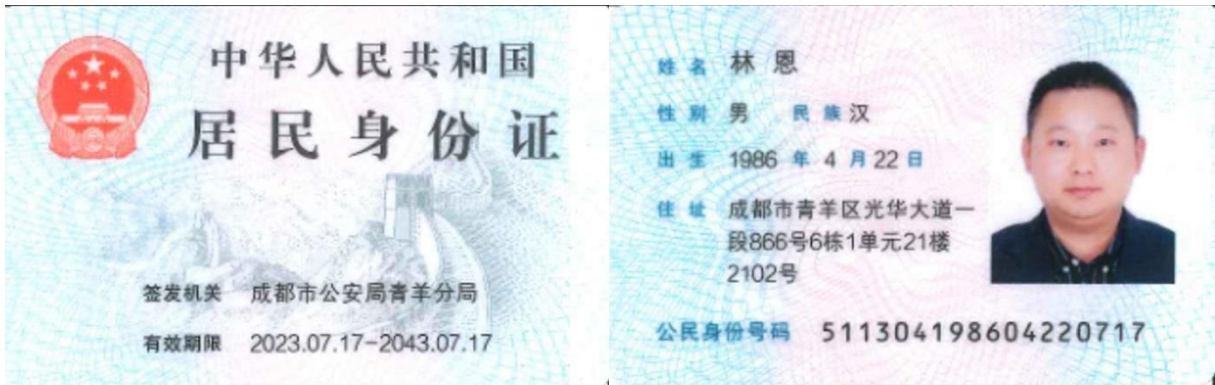 中华人民共和国
居民身份证
签发机关 成都市公安局青羊分局
有效期限 2023.07.17-2043.07.17
姓名 林恩
性别 男 民族 汉
出生 1986 年 4 月 22 日
住址 成都市青羊区光华大道一
段866号6栋1单元21楼
2102号
公民身份号码 511304198604220717